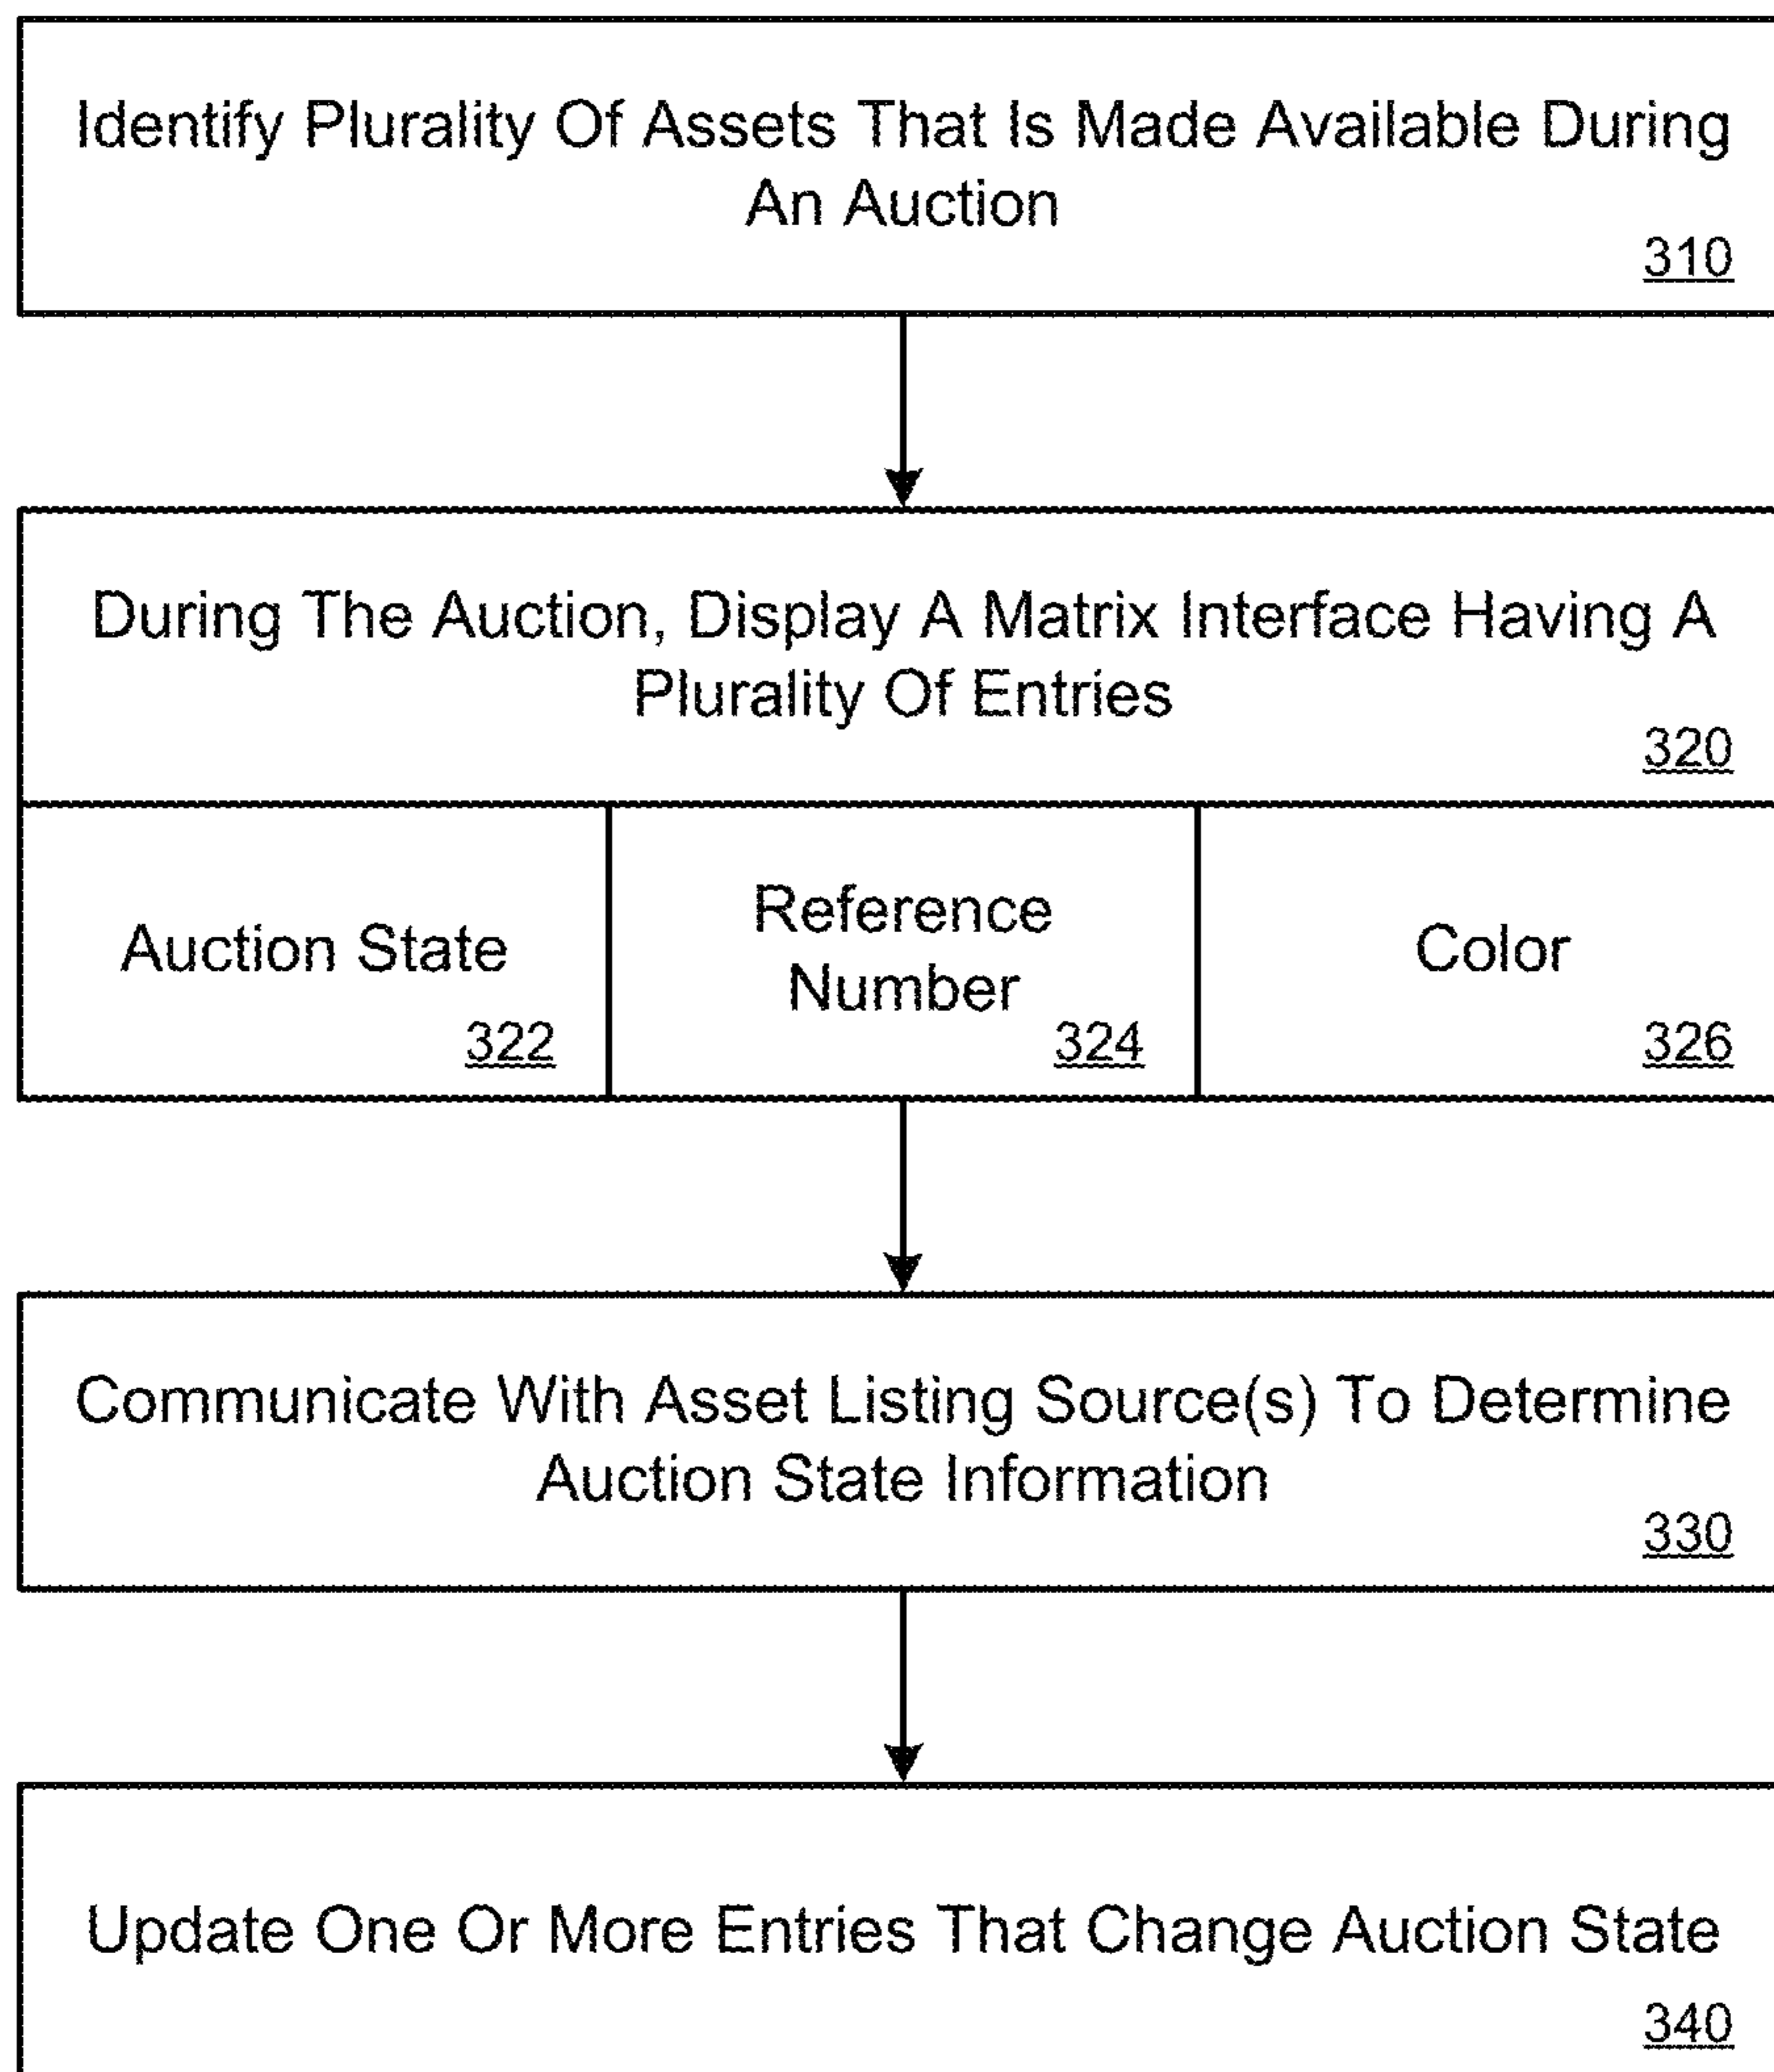 Identify Plurality Of Assets That Is Made Available During
An Auction
310
During The Auction, Display A Matrix Interface Having A
Plurality Of Entries
320
Auction State
322
Reference
Number
324
Color
326
Communicate With Asset Listing Source(s) To Determine
Auction State Information
330
Update One Or More Entries That Change Auction State
340